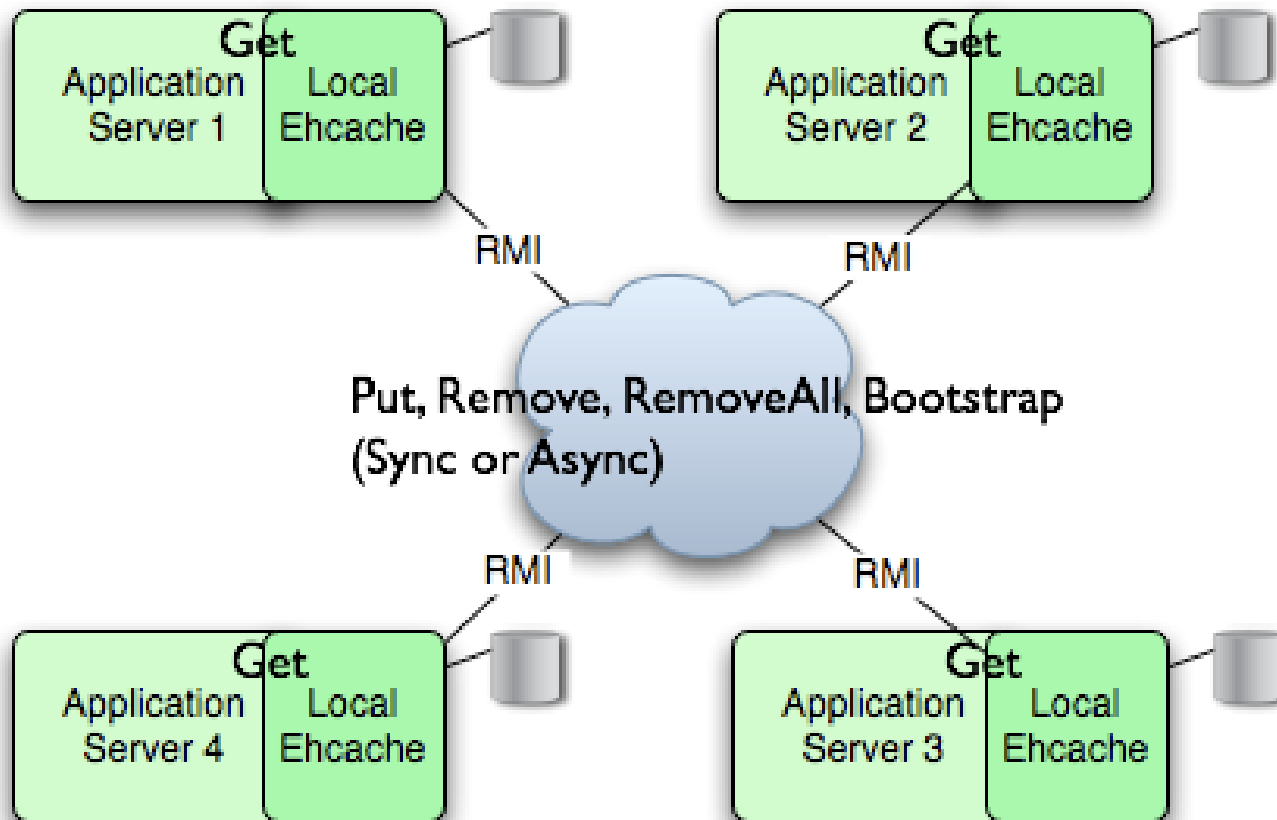 Get
Application
Server 1
Local
Ehcache
Get
Application
Server 2
Local
Ehcache
RMI
RMI
Put, Remove, RemoveAll, Bootstrap
(Sync or Async)
RMI
RMI
Get
Application
Server 4
Local
Ehcache
Get
Application
Server 3
Local
Ehcache